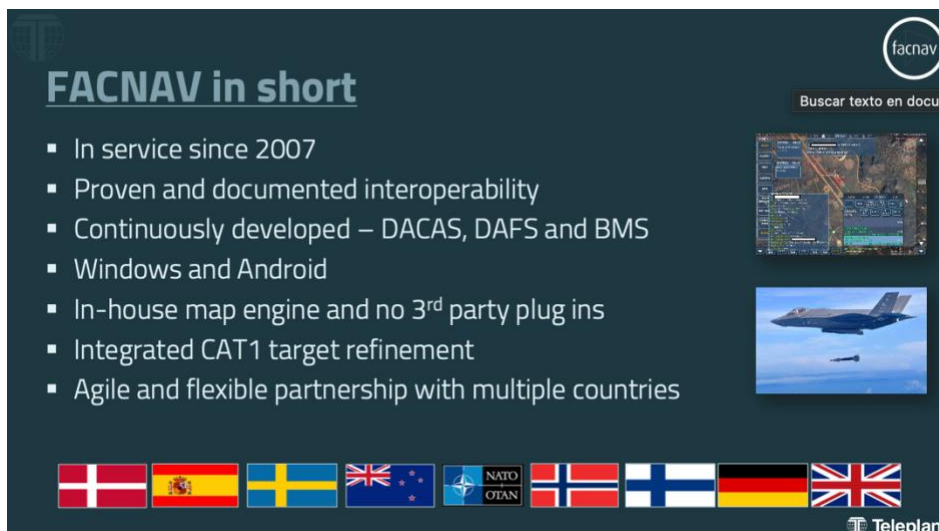 facnav
FACNAV in short
Buscar texto en docu
▪ In service since 2007
▪ Proven and documented interoperability
▪ Continuously developed – DACAS, DAFS and BMS
▪ Windows and Android
▪ In-house map engine and no 3rd party plug ins
▪ Integrated CAT1 target refinement
▪ Agile and flexible partnership with multiple countries
NATO
OTAN
Teleplan